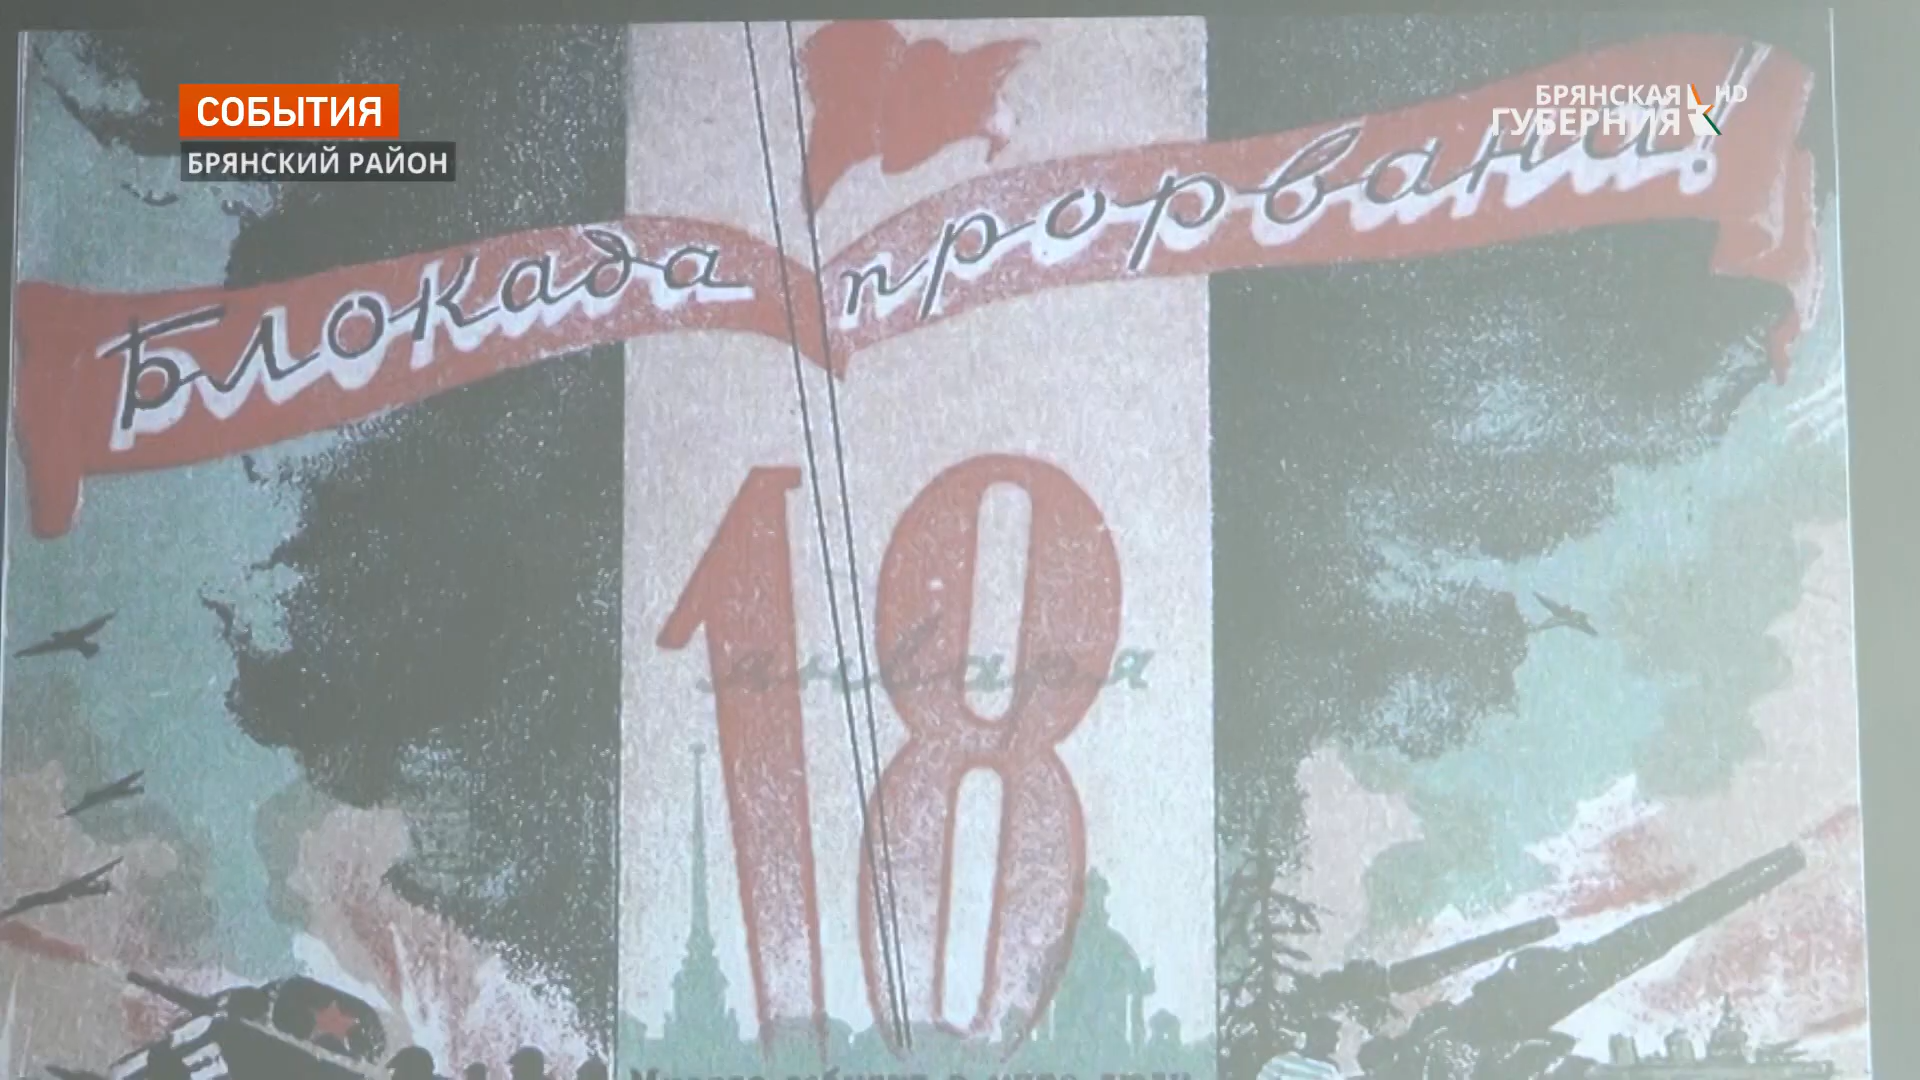 СОБЫТИЯ
БРЯНСКИЙ РАЙОН
БРЯНСКАЯ HD
ГУБЕРНИЯ
Блокада прорвана!
18
января